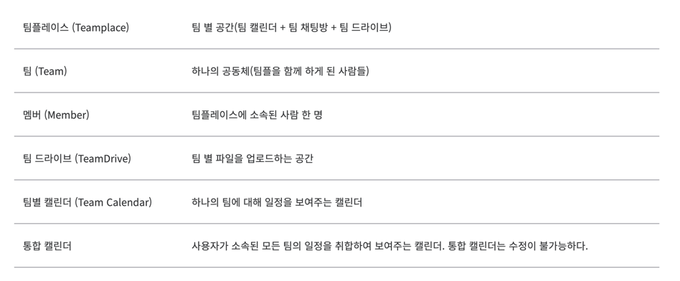 팀플레이스 (Teamplace) 팀 별 공간(팀 캘린더 + 팀 채팅방 + 팀 드라이브)
팀 (Team) 하나의 공동체(팀플을 함께 하게 된 사람들)
멤버 (Member) 팀플레이스에 소속된 사람 한 명
팀 드라이브 (TeamDrive) 팀 별 파일을 업로드하는 공간
팀별 캘린더 (Team Calendar) 하나의 팀에 대해 일정을 보여주는 캘린더
통합 캘린더 사용자가 소속된 모든 팀의 일정을 취합하여 보여주는 캘린더. 통합 캘린더는 수정이 불가능하다.